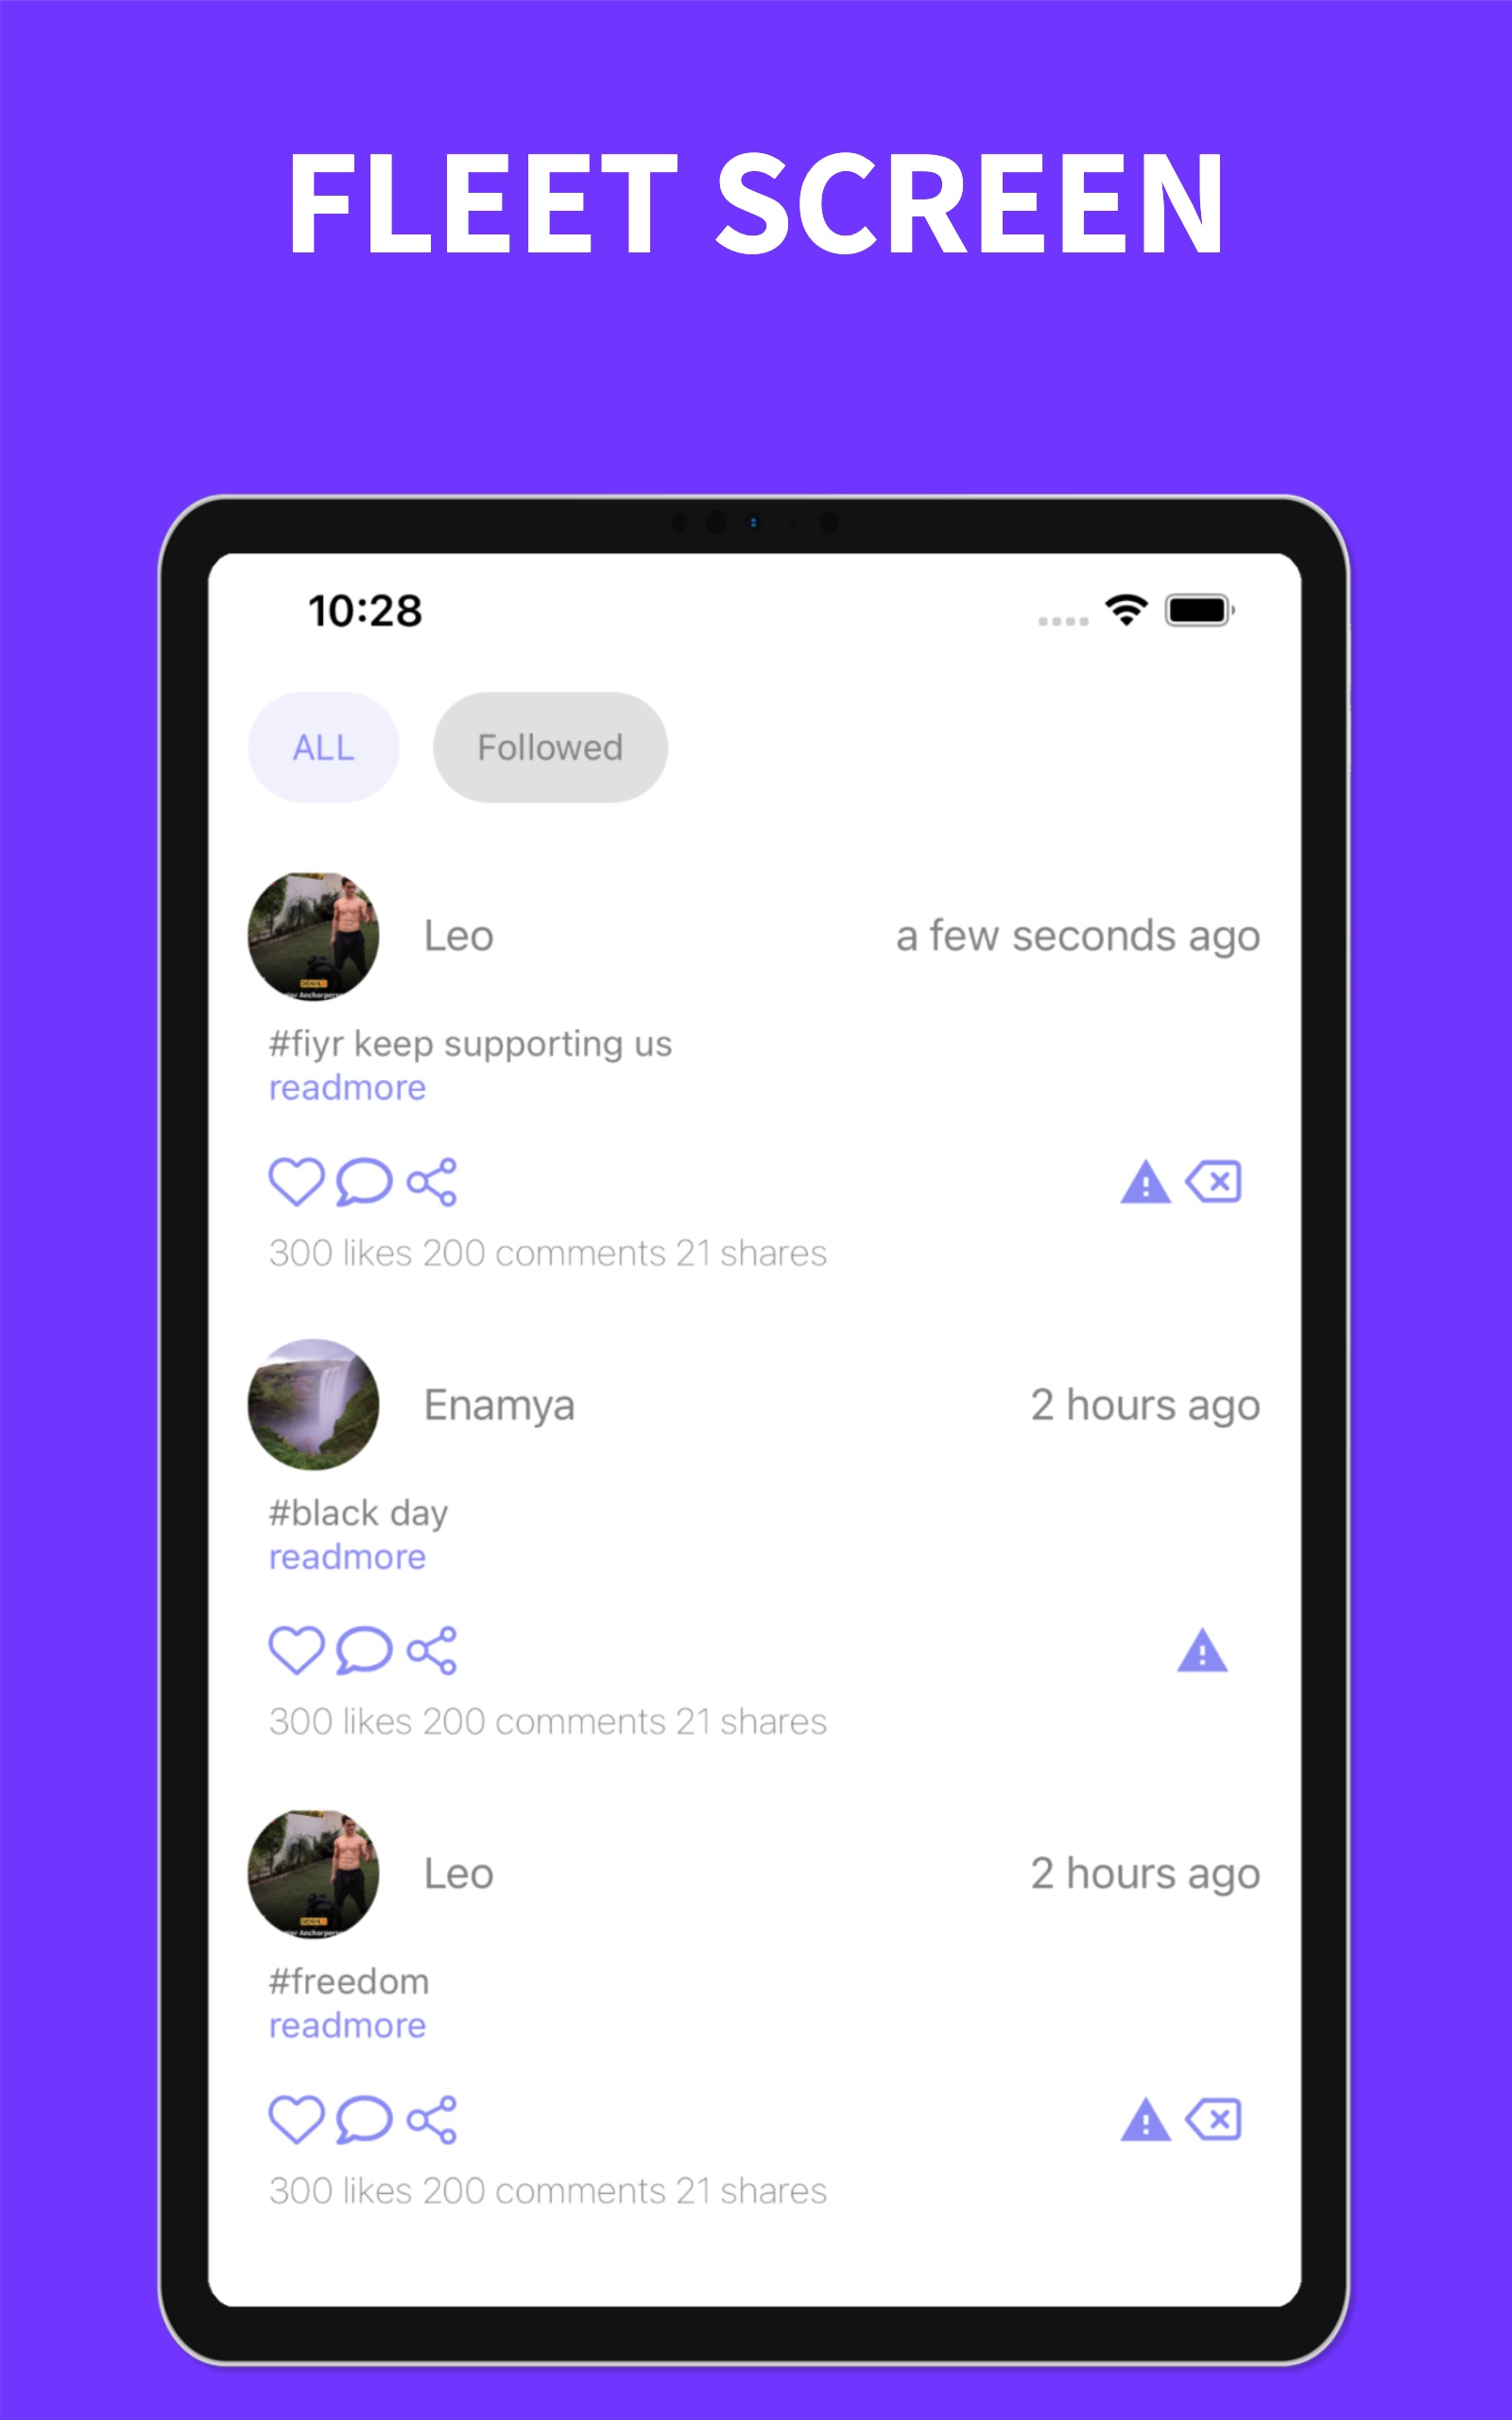 FLEET SCREEN
10:28
ALL Followed
Leo a few seconds ago
#fiyr keep supporting us
readmore
300 likes 200 comments 21 shares
Enamya 2 hours ago
#black day
readmore
300 likes 200 comments 21 shares
Leo 2 hours ago
#freedom
readmore
300 likes 200 comments 21 shares